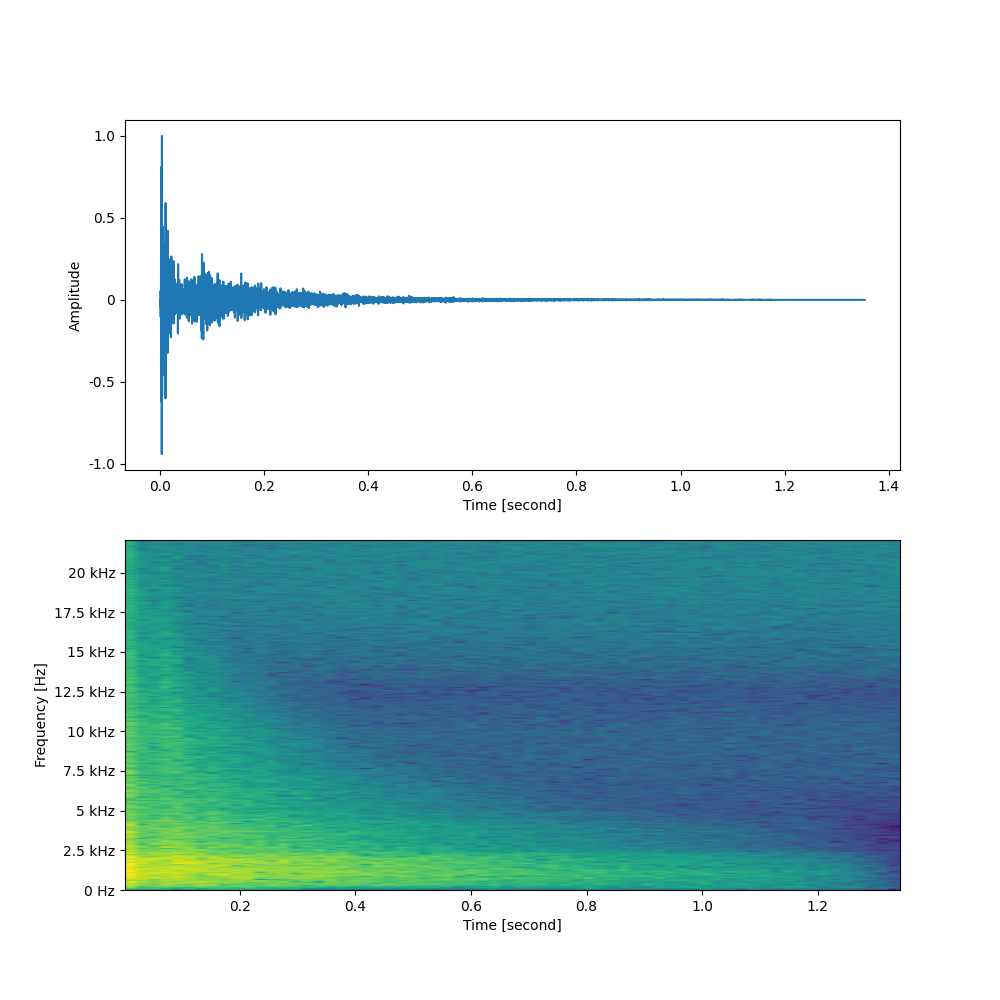 1.0
0.5
0
-0.5
-1.0
Amplitude
0.0 0.2 0.4 0.6 0.8 1.0 1.2 1.4
Time [second]
20 kHz
17.5 kHz
15 kHz
12.5 kHz
10 kHz
7.5 kHz
5 kHz
2.5 kHz
0 Hz
Frequency [Hz]
0.2 0.4 0.6 0.8 1.0 1.2
Time [second]